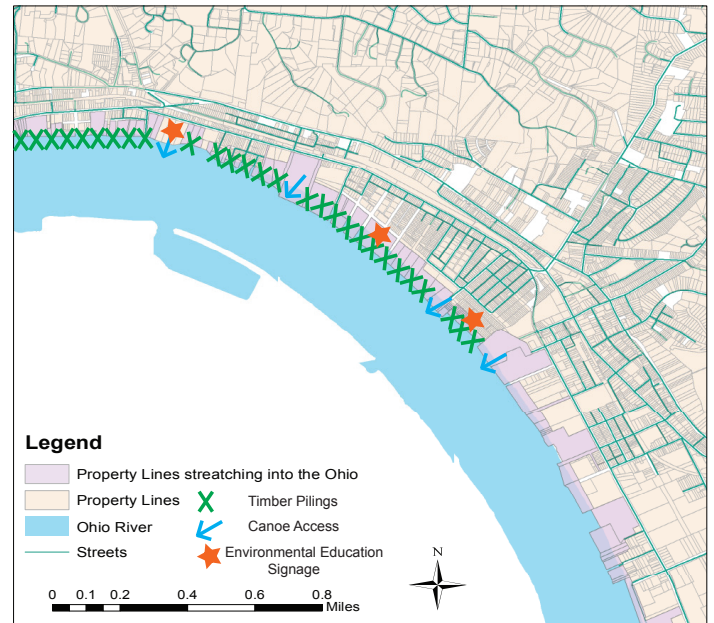 N
Legend
Property Lines streatching into the Ohio
Property Lines
Timber Pilings
Ohio River
Canoe Access
Streets
Environmental Education
Signage
0 0.1 0.2 0.4 0.6 0.8
Miles